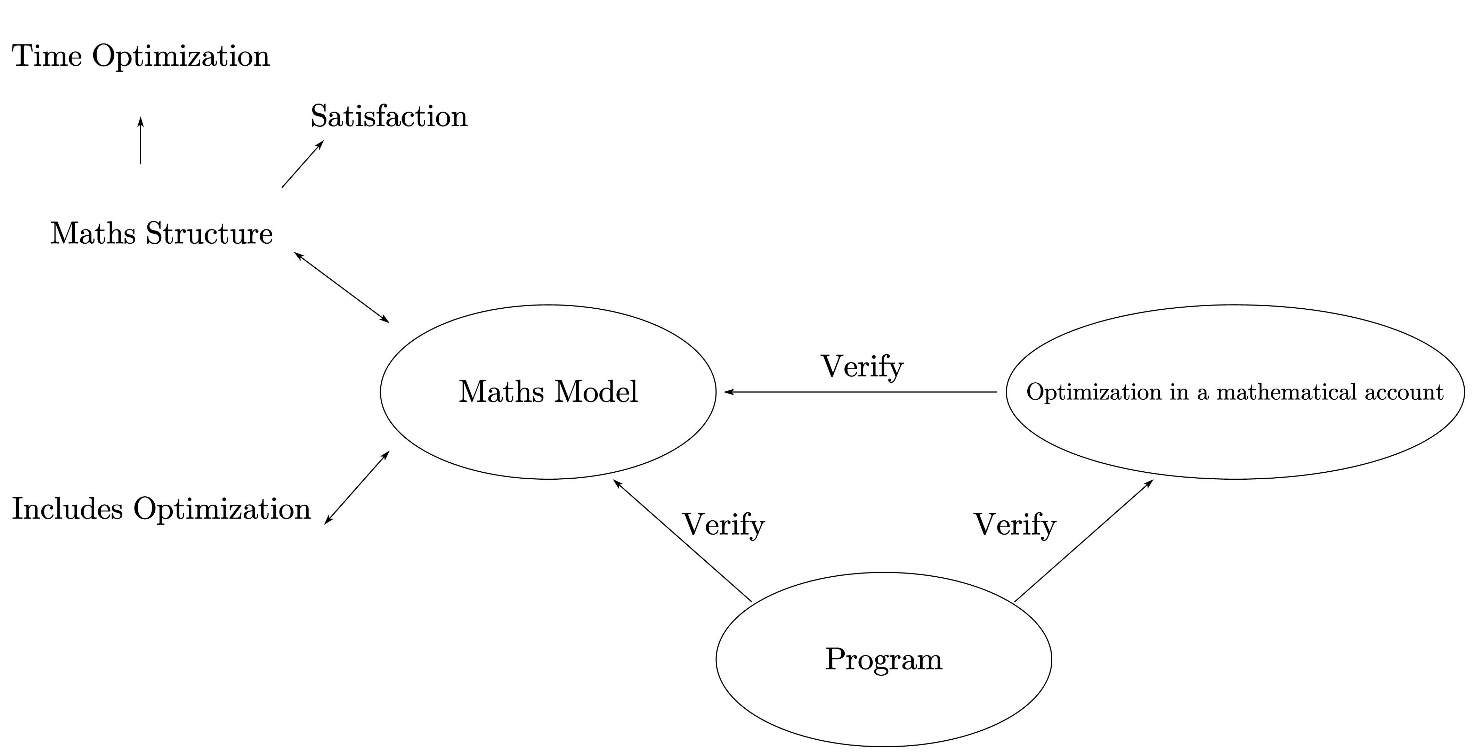 Time Optimization
Satisfaction
Maths Structure
Verify
Maths Model
Optimization in a mathematical account
Includes Optimization
Verify
Verify
Program